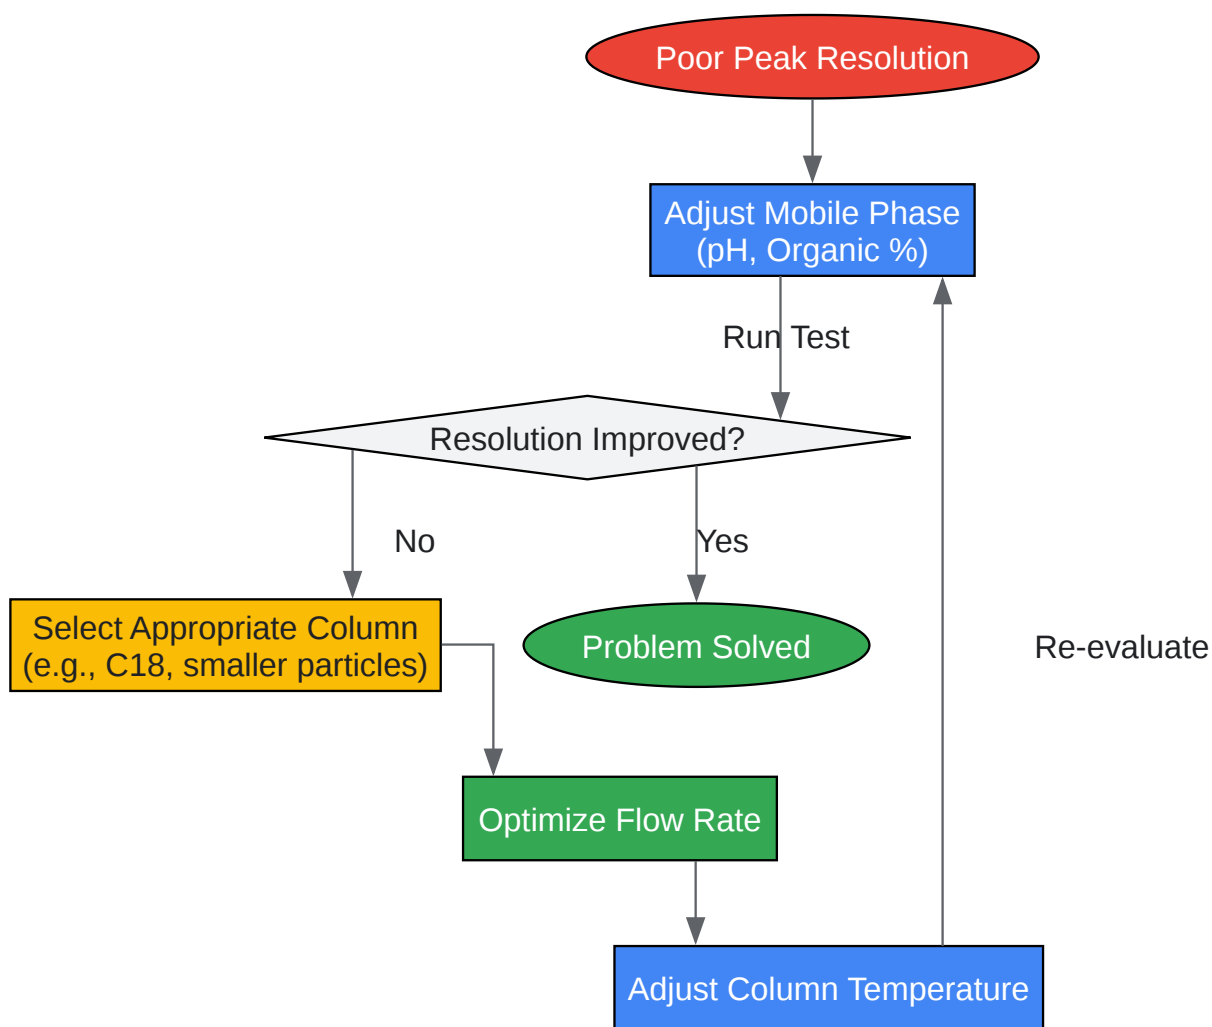 Poor Peak Resolution
Adjust Mobile Phase
(pH, Organic %)
Run Test
Resolution Improved?
No
Yes
Select Appropriate Column
(e.g., C18, smaller particles)
Problem Solved
Re-evaluate
Optimize Flow Rate
Adjust Column Temperature